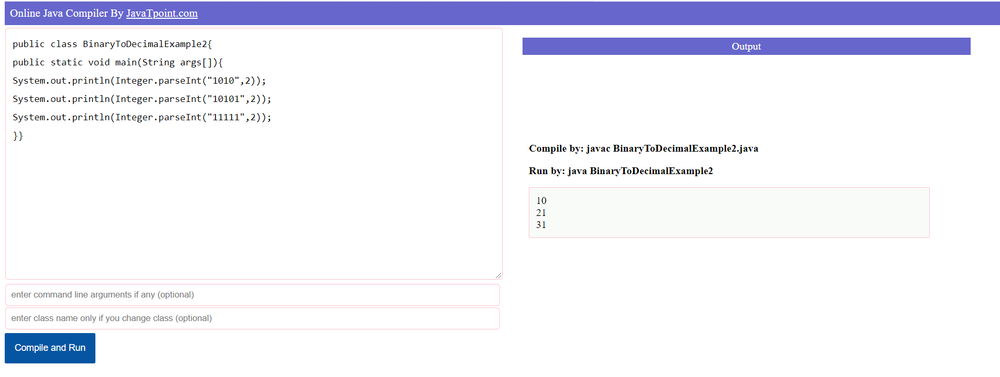 Online Java Compiler By JavaTpoint.com
public class BinaryToDecimalExample2{
public static void main(String args[]){
System.out.println(Integer.parseInt("1010",2));
System.out.println(Integer.parseInt("10101",2));
System.out.println(Integer.parseInt("11111",2));
}}
enter command line arguments if any (optional)
enter class name only if you change class (optional)
Compile and Run
Output
Compile by: javac BinaryToDecimalExample2.java
Run by: java BinaryToDecimalExample2
10
21
31